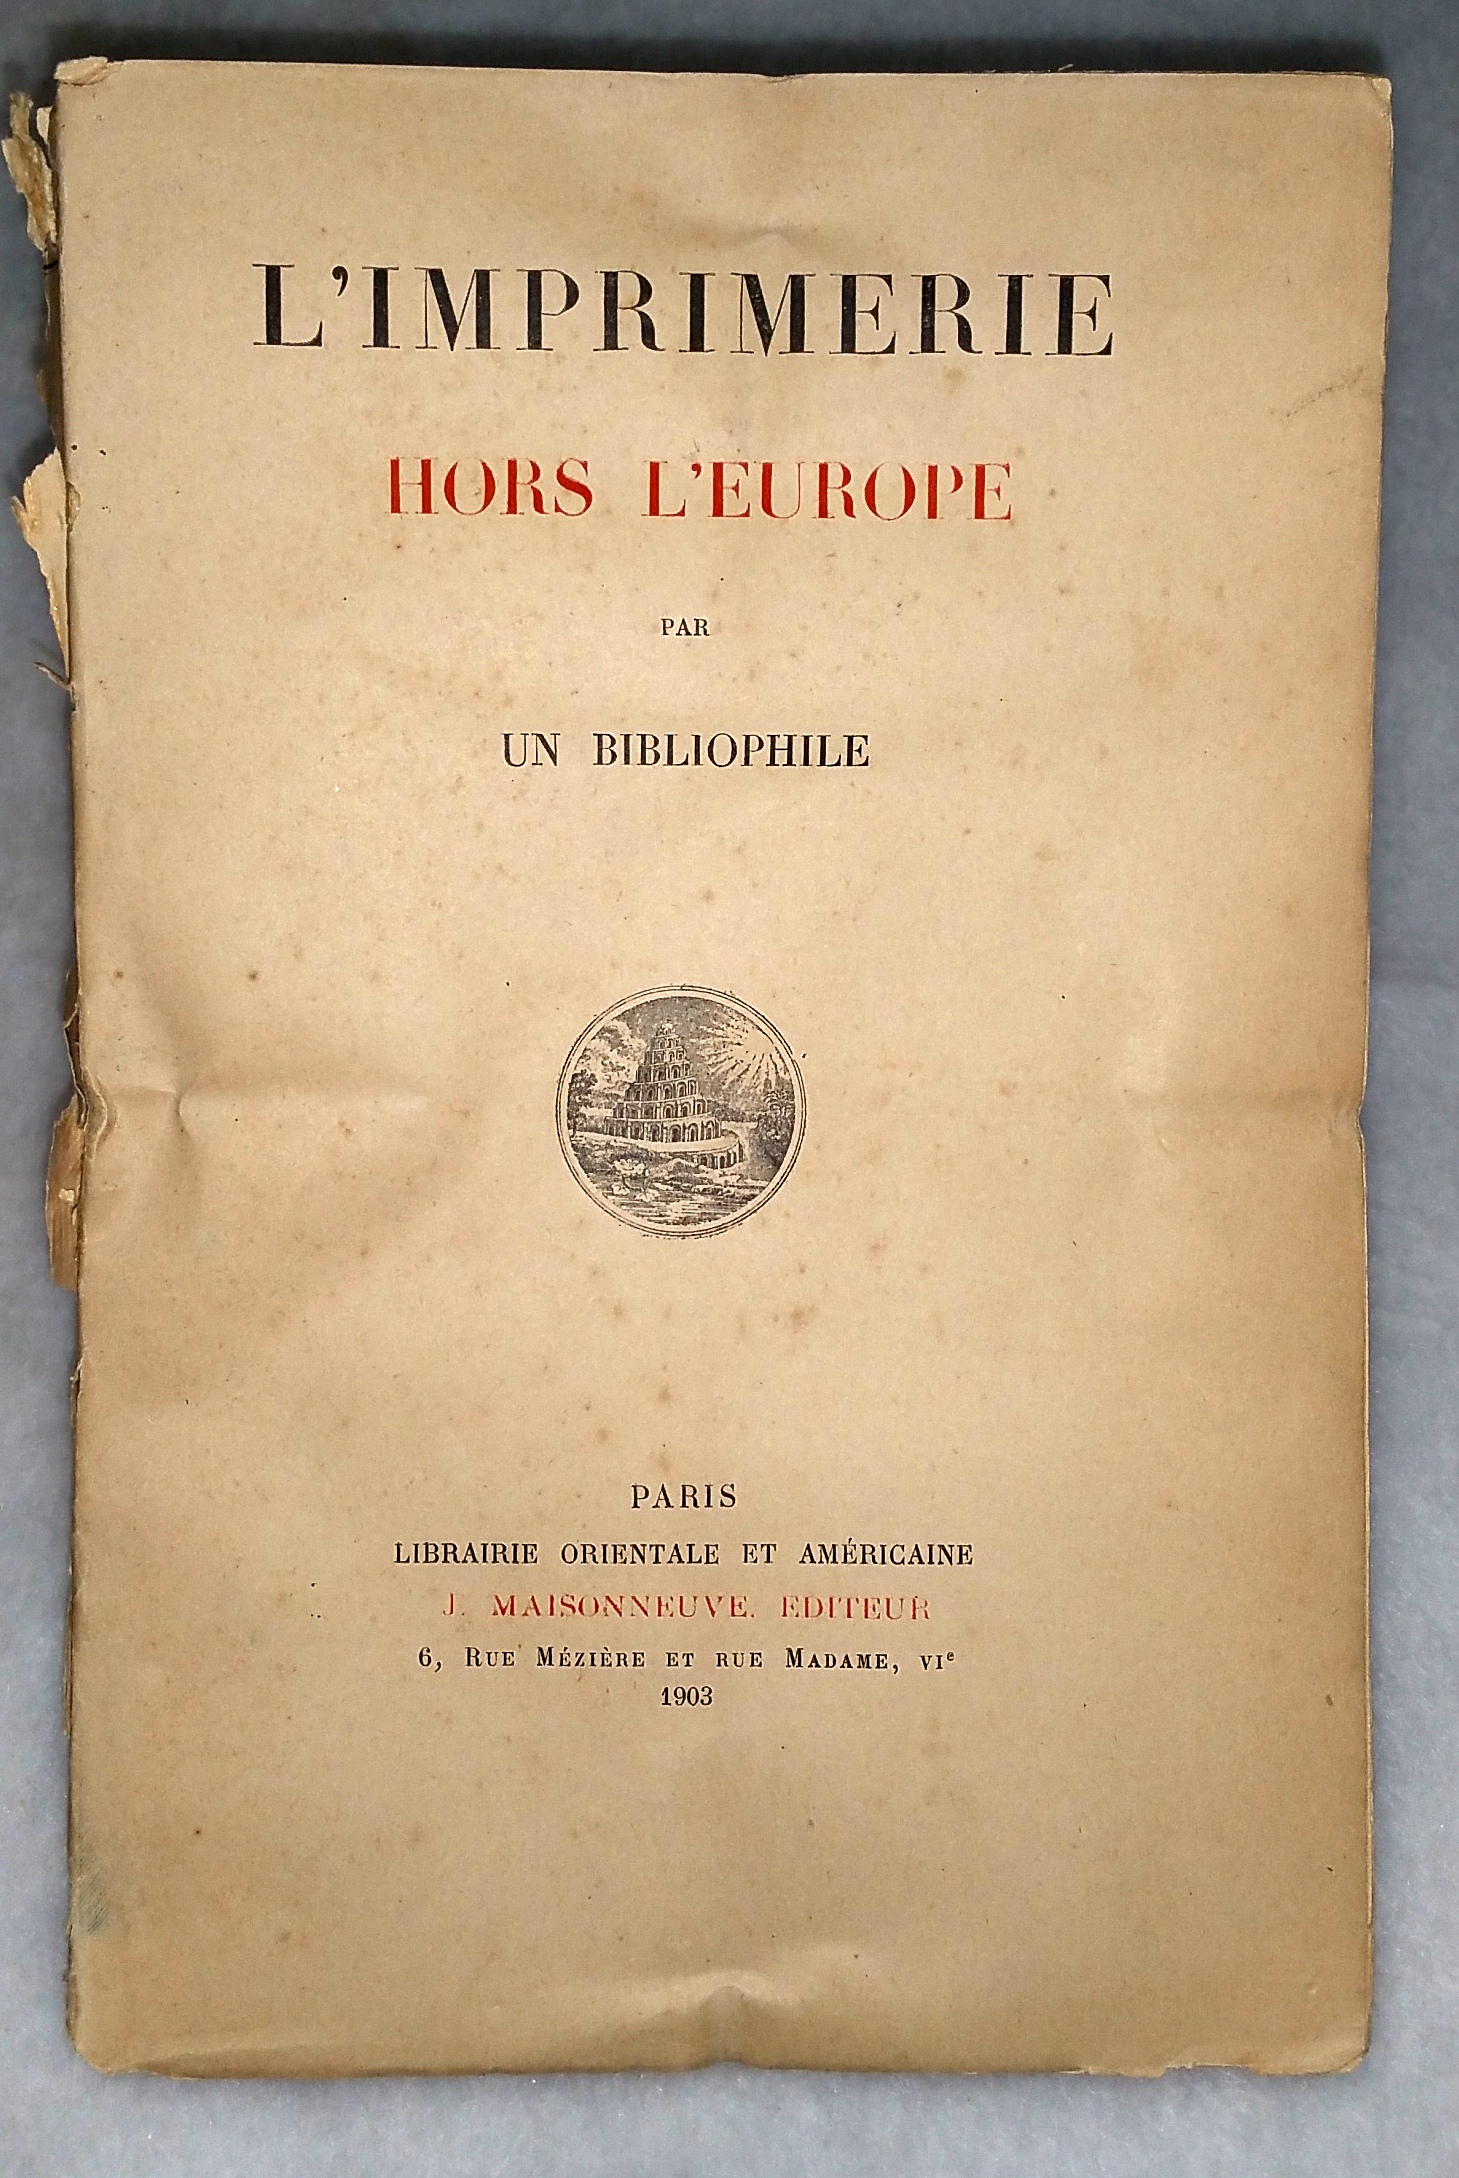 L'IMPRIMERIE
HORS L'EUROPE
PAR
UN BIBLIOPHILE
PARIS
LIBRAIRIE ORIENTALE ET AMÉRICAINE
J. MAISONNEUVE, EDITEUR
6, RUE MÉZIÈRE ET RUE MADAME, VIᵉ
1903